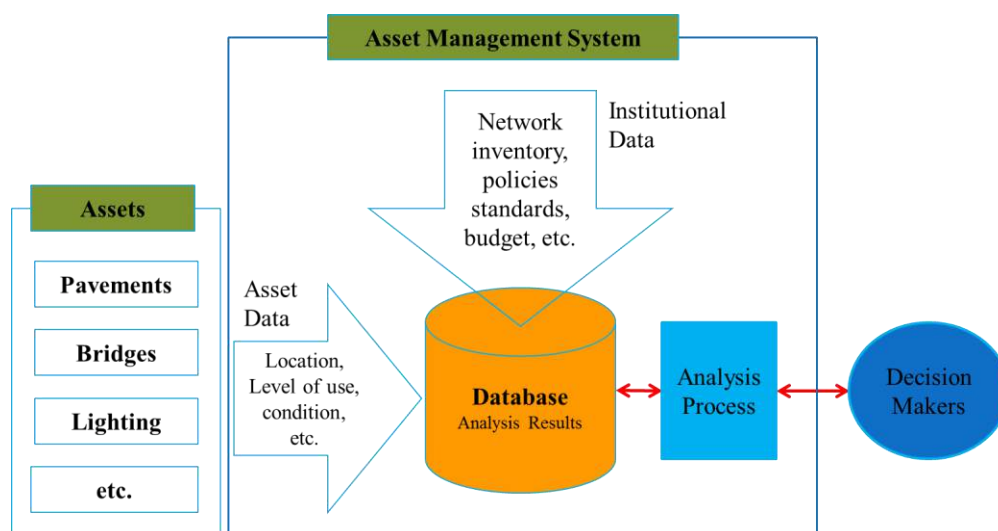 Asset Management System
Institutional
Data
Network
inventory,
policies
standards,
budget, etc.
Assets
Pavements
Bridges
Lighting
etc.
Asset
Data
Location,
Level of use,
condition,
etc.
Database
Analysis Results
Analysis
Process
Decision
Makers